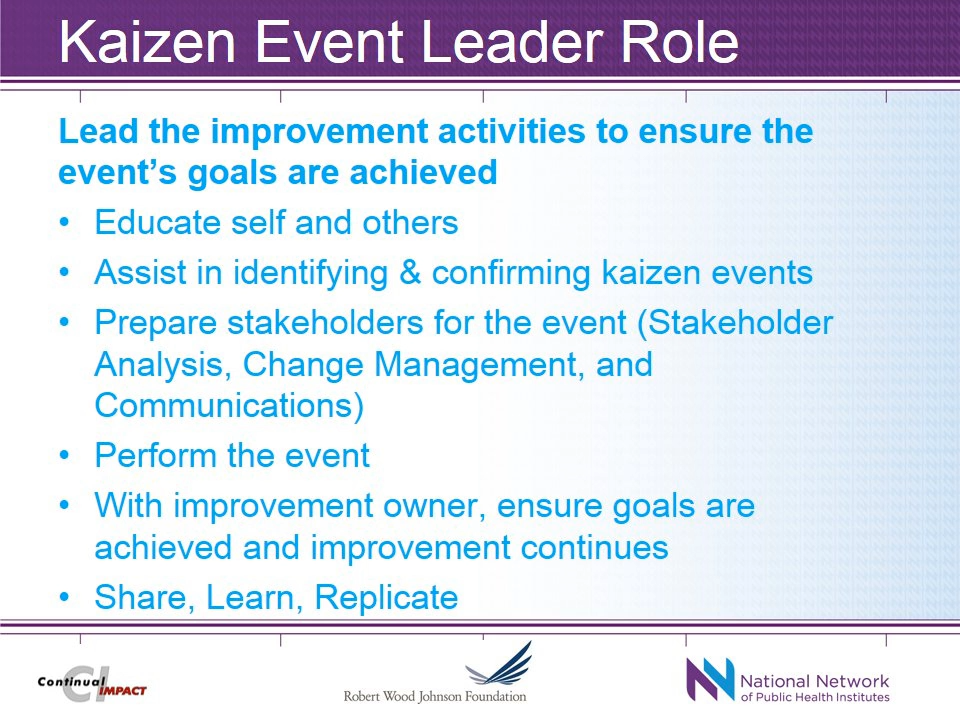 Kaizen Event Leader Role
Lead the improvement activities to ensure the
event’s goals are achieved
• Educate self and others
• Assist in identifying & confirming kaizen events
• Prepare stakeholders for the event (Stakeholder
Analysis, Change Management, and
Communications)
• Perform the event
• With improvement owner, ensure goals are
achieved and improvement continues
• Share, Learn, Replicate
CI
Continual
IMPACT
Robert Wood Johnson Foundation
National Network
of Public Health Institutes